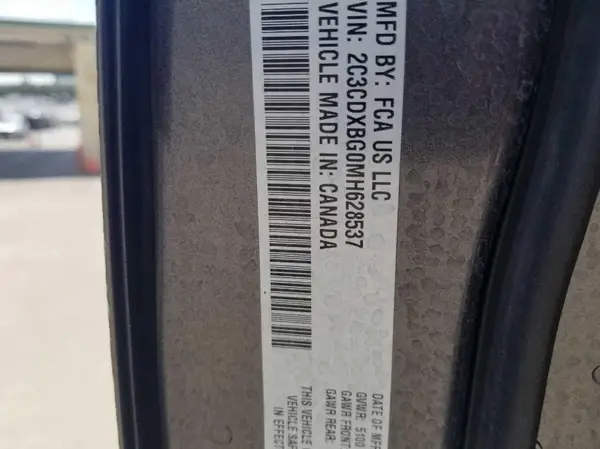 MFD BY: FCA US LLC
VIN: 2C3CDXBG0MH628537
VEHICLE MADE IN: CANADA
DATE OF MFR
GVWR: 5100
GAWR FRONT
GAWR REAR:
THIS VEHICLE
VEHICLE SAF
IN EFFECT